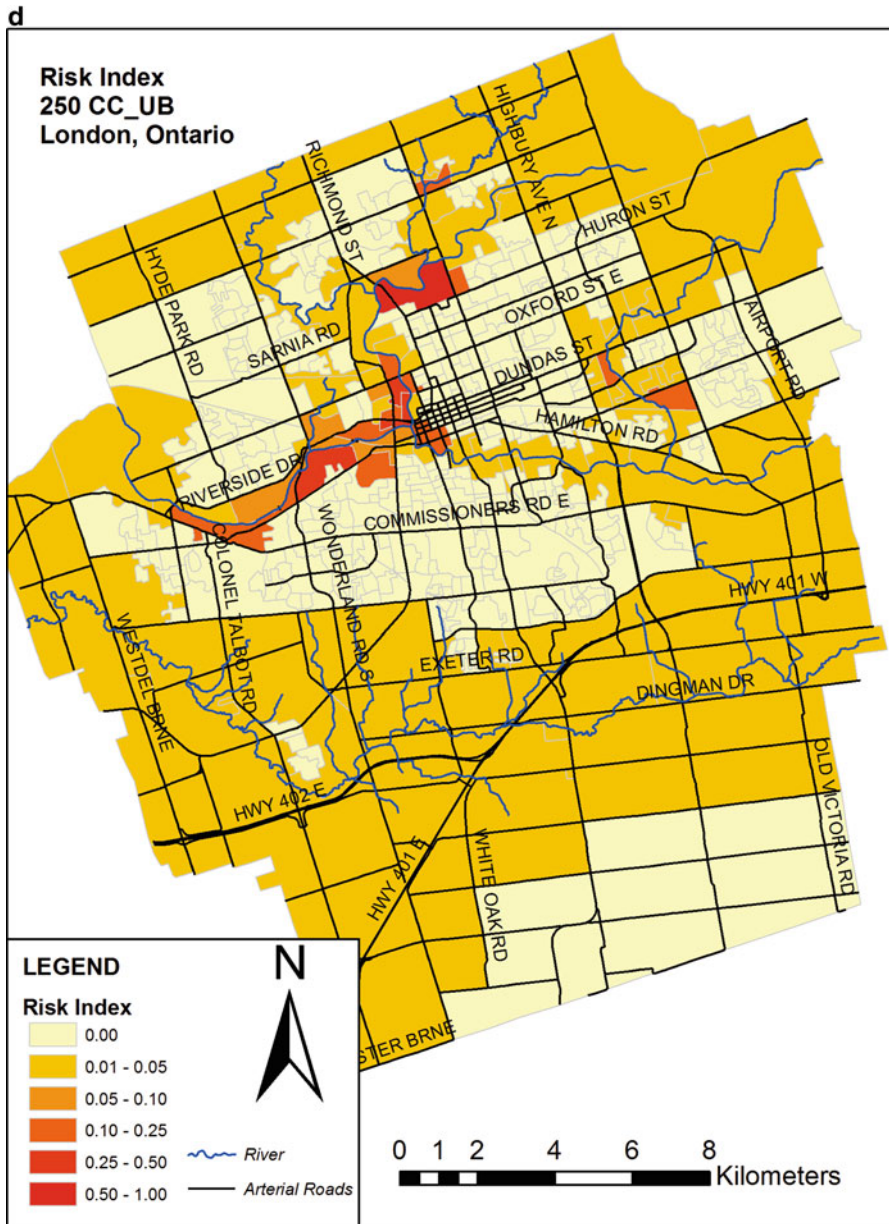 d
Risk Index
250 CC_UB
London, Ontario
HIGHBURY AVE N
RICHMOND ST
HURON ST
HYDE PARK RD
OXFORD ST E
SARNIA RD
AIRPORT RD
DUNDAS ST
HAMILTON RD
RIVERSIDE DR
COMMISSIONERS RD E
COLONEL TALBOT RD
WONDERLAND RD S
HWY 401 W
WESTDEL BRNE
EXETER RD
DINGMAN DR
HWY 402 E
OLD VICTORIA RD
HWY 401 E
WHITE OAK RD
STER BRNE
LEGEND
N
Risk Index
0.00
0.01 - 0.05
0.05 - 0.10
0.10 - 0.25
0.25 - 0.50
0.50 - 1.00
River
Arterial Roads
0 1 2 4 6 8
Kilometers